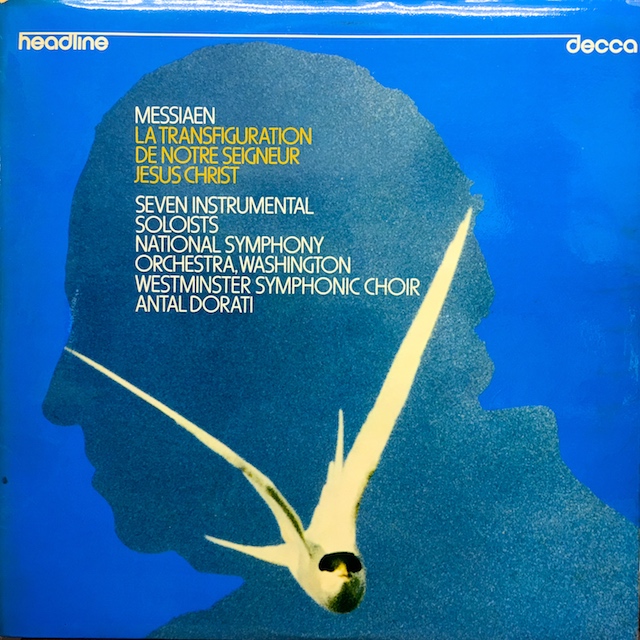 headline
decca
MESSIAEN
LA TRANSFIGURATION
DE NOTRE SEIGNEUR
JESUS CHRIST
SEVEN INSTRUMENTAL
SOLOISTS
NATIONAL SYMPHONY
ORCHESTRA, WASHINGTON
WESTMINSTER SYMPHONIC CHOIR
ANTAL DORATI